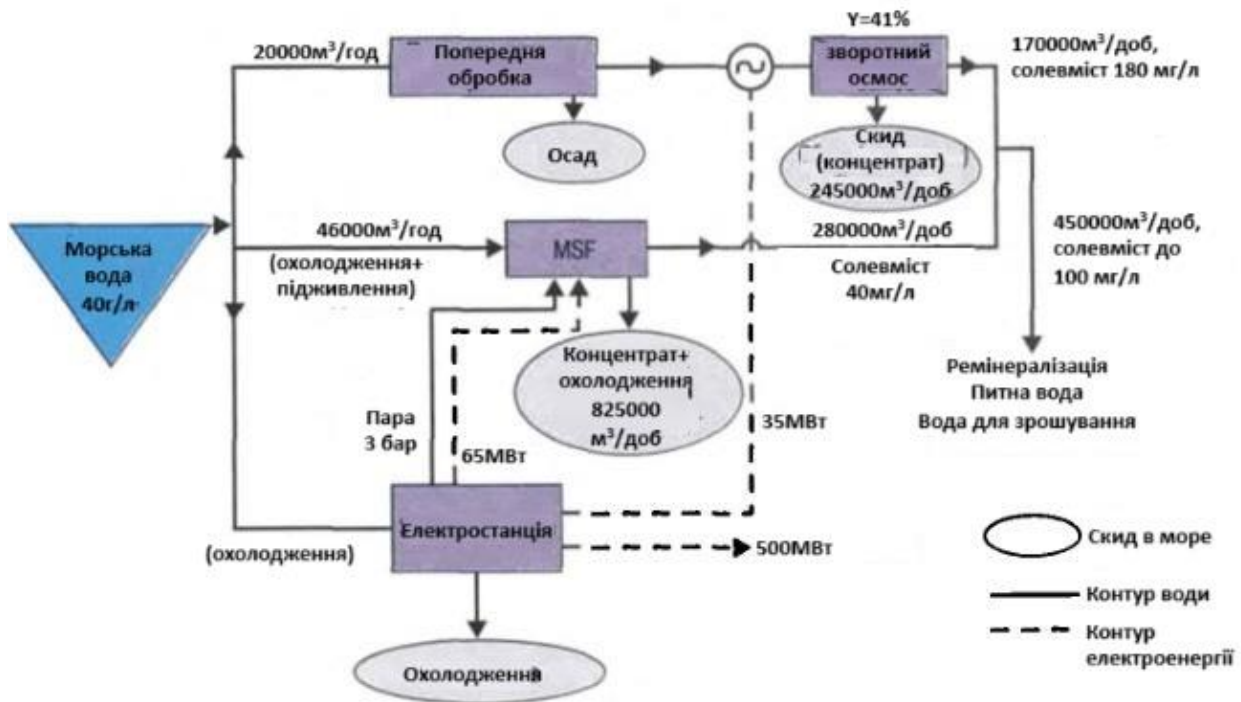 Y=41%
20000м³/год
Попередня
обробка
зворотний
осмос
170000м³/доб,
солевміст 180 мг/л
Осад
Скид
(концентрат)
245000м³/доб
Морська
вода
40г/л
46000м³/год
(охолодження+
підживлення)
MSF
280000м³/доб
Солевміст
40мг/л
450000м³/доб,
солевміст до
100 мг/л
Концентрат+
охолодження
825000
м³/доб
Ремінералізація
Питна вода
Вода для зрошування
Пара
3 бар
65МВт
35МВт
Електростанція
(охолодження)
500МВт
Охолодження
Скид в море
Контур води
Контур
електроенергії